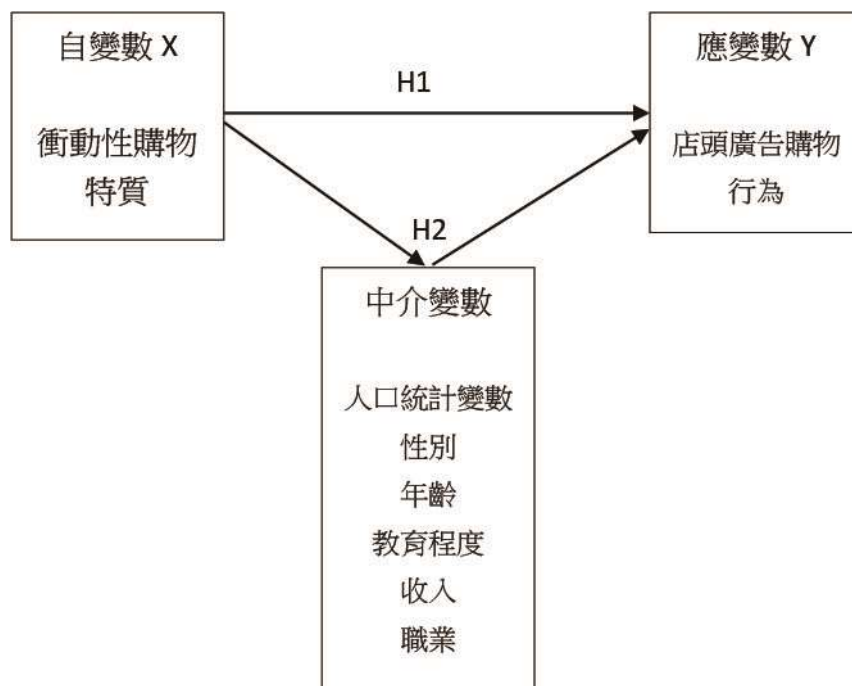 自變數 X
衝動性購物
特質
H1
應變數 Y
店頭廣告購物
行為
H2
中介變數
人口統計變數
性別
年齡
教育程度
收入
職業